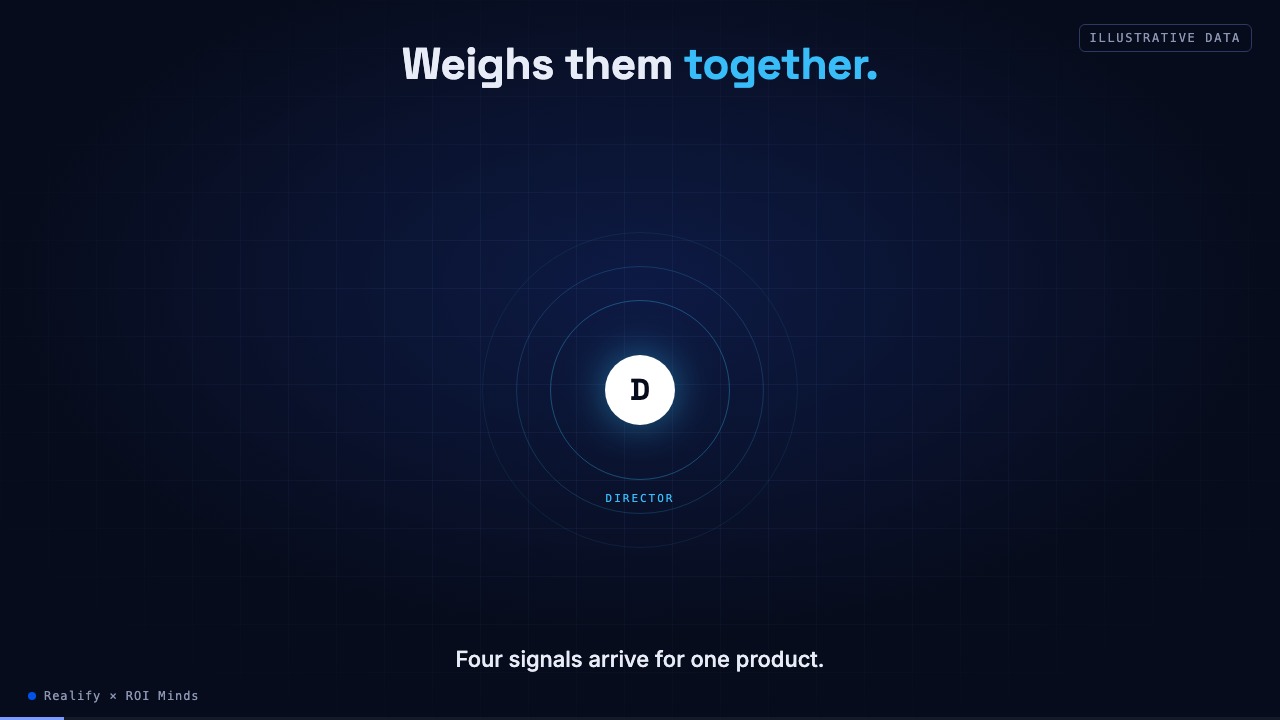 ILLUSTRATIVE DATA
Weighs them together.
D
DIRECTOR
Four signals arrive for one product.
Realify × ROI Minds